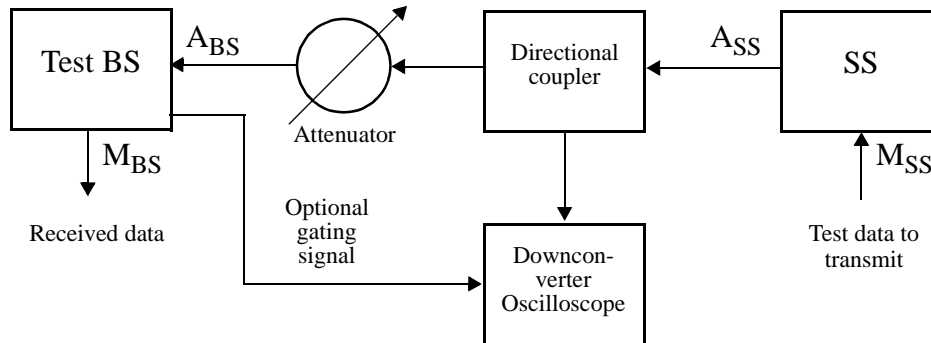 Test BS
A_BS
Attenuator
Directional
coupler
A_SS
SS
M_BS
Received data
Optional
gating
signal
Downcon-
verter
Oscilloscope
M_SS
Test data to
transmit